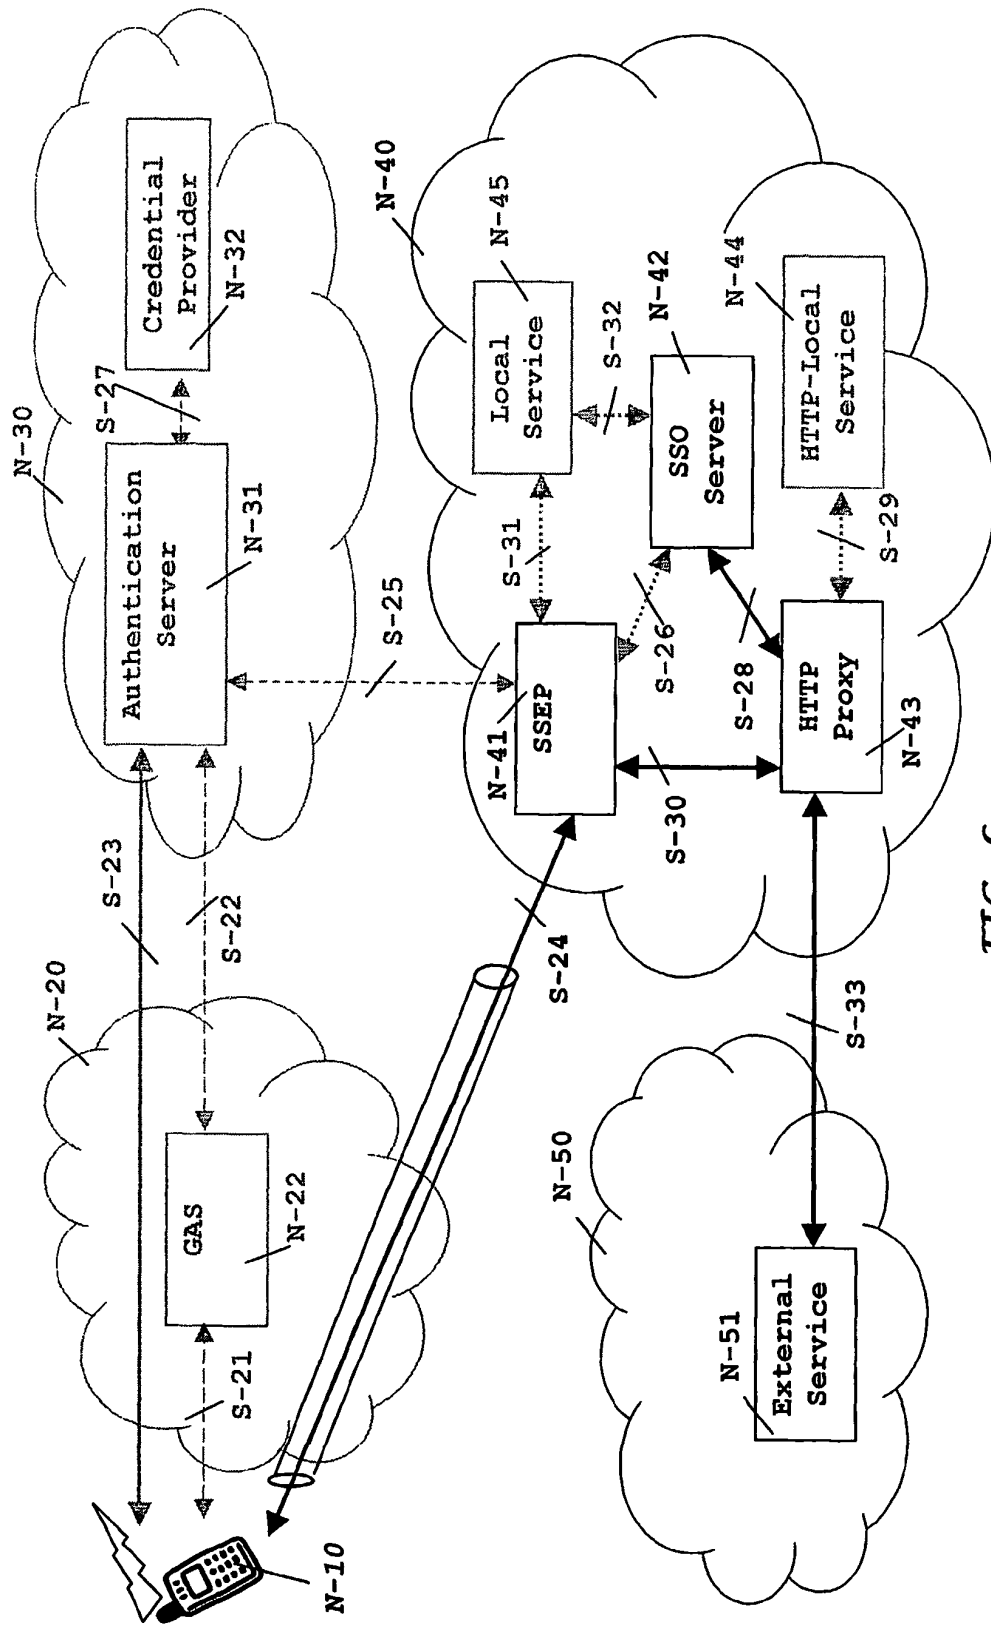 N-30
N-20
S-27
S-23
Authentication
Server
Credential
Provider
GAS
S-22
N-32
S-21
N-31
N-22
N-10
S-25
N-40
N-45
N-41
Local
Service
S-31
SSEP
S-24
N-50
S-32
N-42
S-26
S-30
SSO
Server
N-51
S-28
N-44
External
Service
HTTP
Proxy
HTTP-Local
Service
S-33
S-29
N-43
FIG.